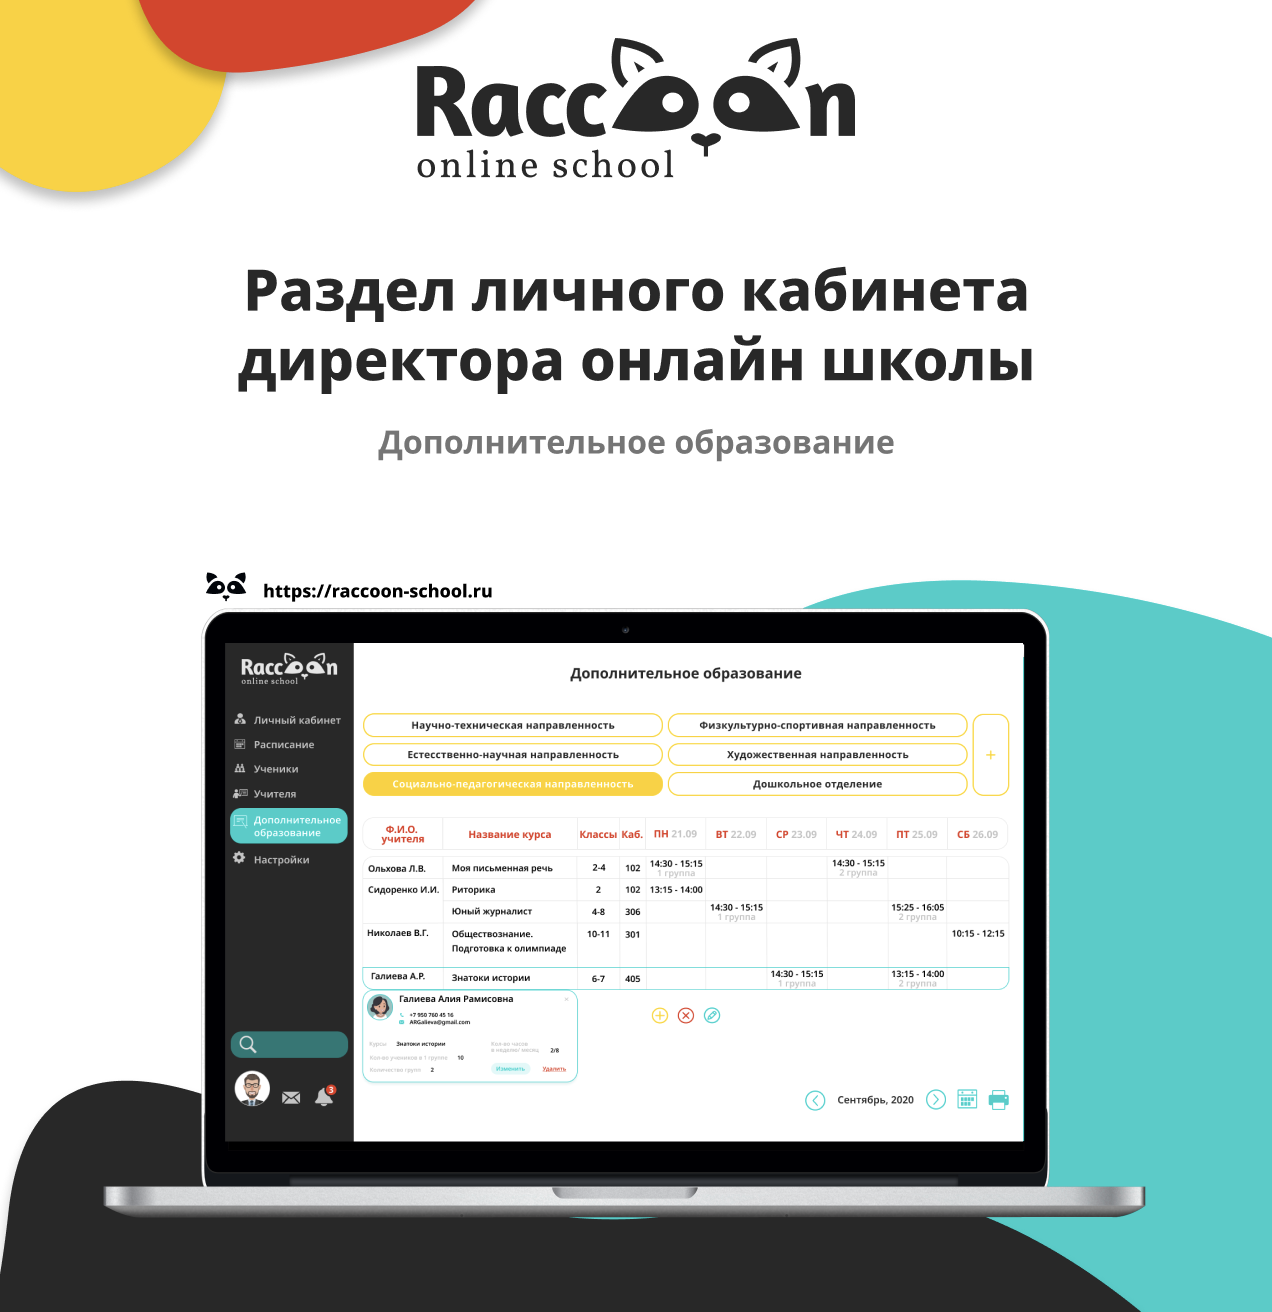 Raccoon
online school
Раздел личного кабинета
директора онлайн школы
Дополнительное образование
https://raccoon-school.ru
Raccoon
online school
Личный кабинет
Расписание
Ученики
Учителя
Дополнительное
образование
Настройки
3
Дополнительное образование
Научно-техническая направленность
Физкультурно-спортивная направленность
Естесственно-научная направленность
Художественная направленность
Социально-педагогическая направленность
Дошкольное отделение
+
Ф.И.О. учителя Название курса Классы Каб. ПН 21.09 ВТ 22.09 СР 23.09 ЧТ 24.09 ПТ 25.09 СБ 26.09
Ольхова Л.В. Моя письменная речь 2-4 102 14:30 - 15:15 14:30 - 15:15
1 группа 2 группа
Сидоренко И.И. Риторика 2 102 13:15 - 14:00
Юный журналист 4-8 306 14:30 - 15:15 15:25 - 16:05
1 группа 2 группа
Николаев В.Г. Обществознание. 10-11 301 10:15 - 12:15
Подготовка к олимпиаде
Галиева А.Р. Знатоки истории 6-7 405 14:30 - 15:15 13:15 - 14:00
1 группа 2 группа
Галиева Алия Рамисовна
+7 950 760 45 16
ARGalieva@gmail.com
Курсы Знатоки истории
Кол-во часов
в неделю/ месяц 2/8
Кол-во учеников в 1 группе 10
Количество групп 2
Изменить Удалить
Сентябрь, 2020